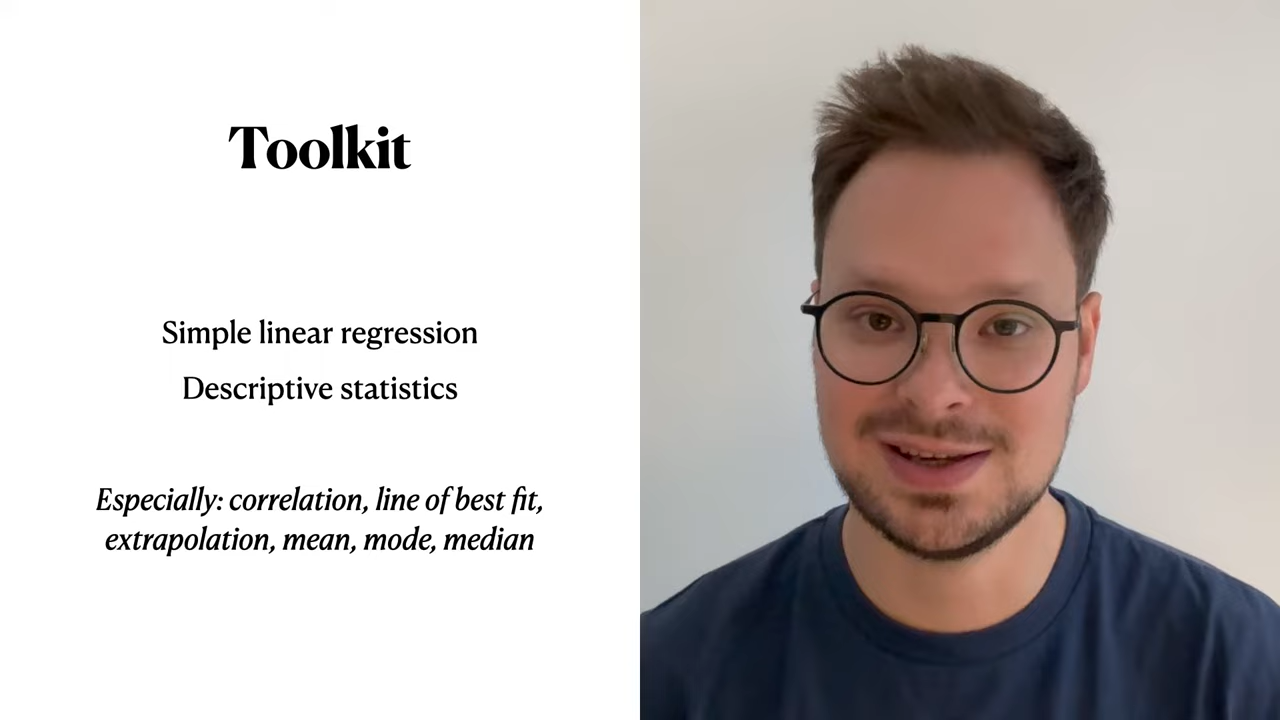 Toolkit
Simple linear regression
Descriptive statistics
Especially: correlation, line of best fit,
extrapolation, mean, mode, median